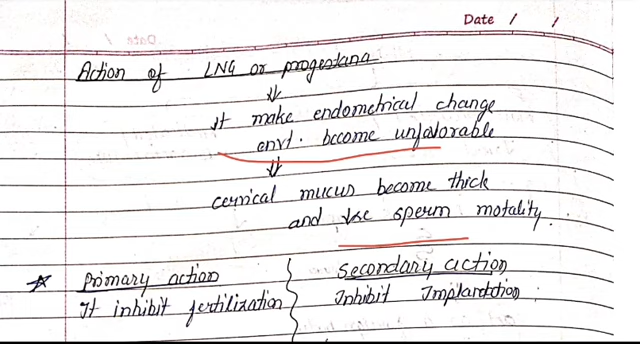 Date / /
Action of LNG or progestana
⇓
It make endometrical change
envt. become unfavorable
⇓
cervical mucus become thick
and ↓se sperm motality.
☆ Primary action
It inhibit fertilization
Secondary action
Inhibit Implantation.